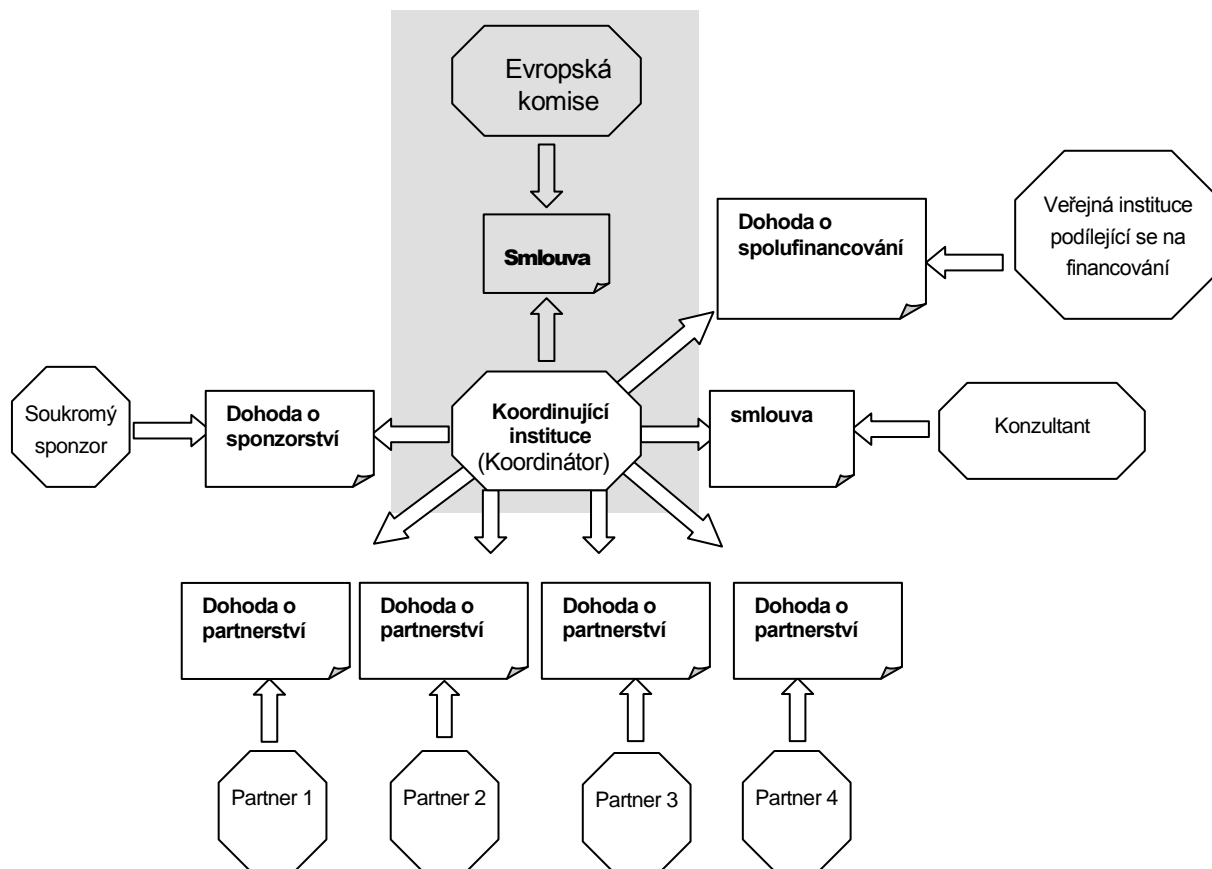 Evropská
komise
Smlouva
Dohoda o
spolufinancování
Veřejná instituce
podílející se na
financování
Soukromý
sponzor
Dohoda o
sponzorství
Koordinující
instituce
(Koordinátor)
smlouva
Konzultant
Dohoda o
partnerství
Dohoda o
partnerství
Dohoda o
partnerství
Dohoda o
partnerství
Partner 1
Partner 2
Partner 3
Partner 4